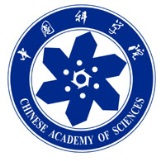 中国科学院
CHINESE ACADEMY OF SCIENCES